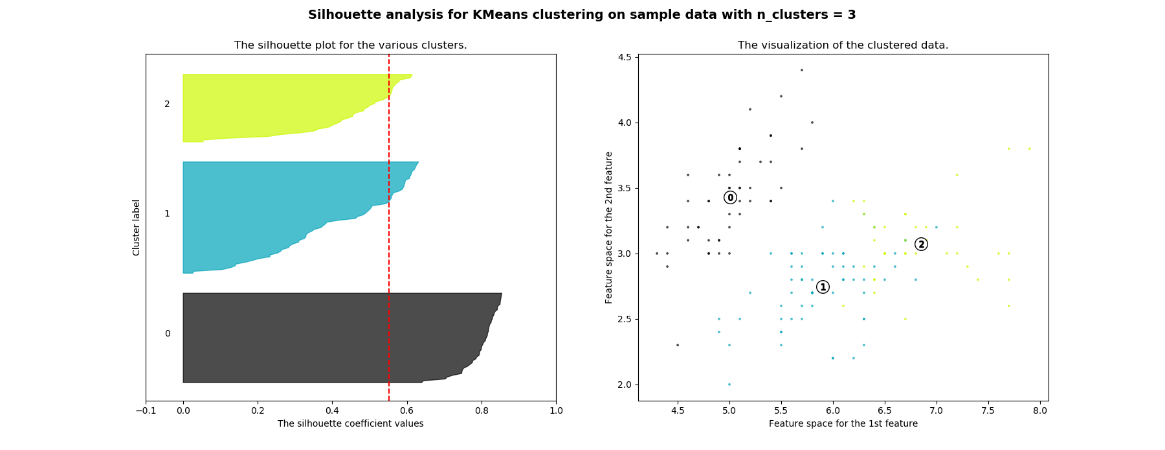 Silhouette analysis for KMeans clustering on sample data with n_clusters = 3
The silhouette plot for the various clusters.
Cluster label
2
1
0
−0.1 0.0 0.2 0.4 0.6 0.8 1.0
The silhouette coefficient values
The visualization of the clustered data.
Feature space for the 2nd feature
4.5
4.0
3.5
3.0
2.5
2.0
0
2
1
4.5 5.0 5.5 6.0 6.5 7.0 7.5 8.0
Feature space for the 1st feature